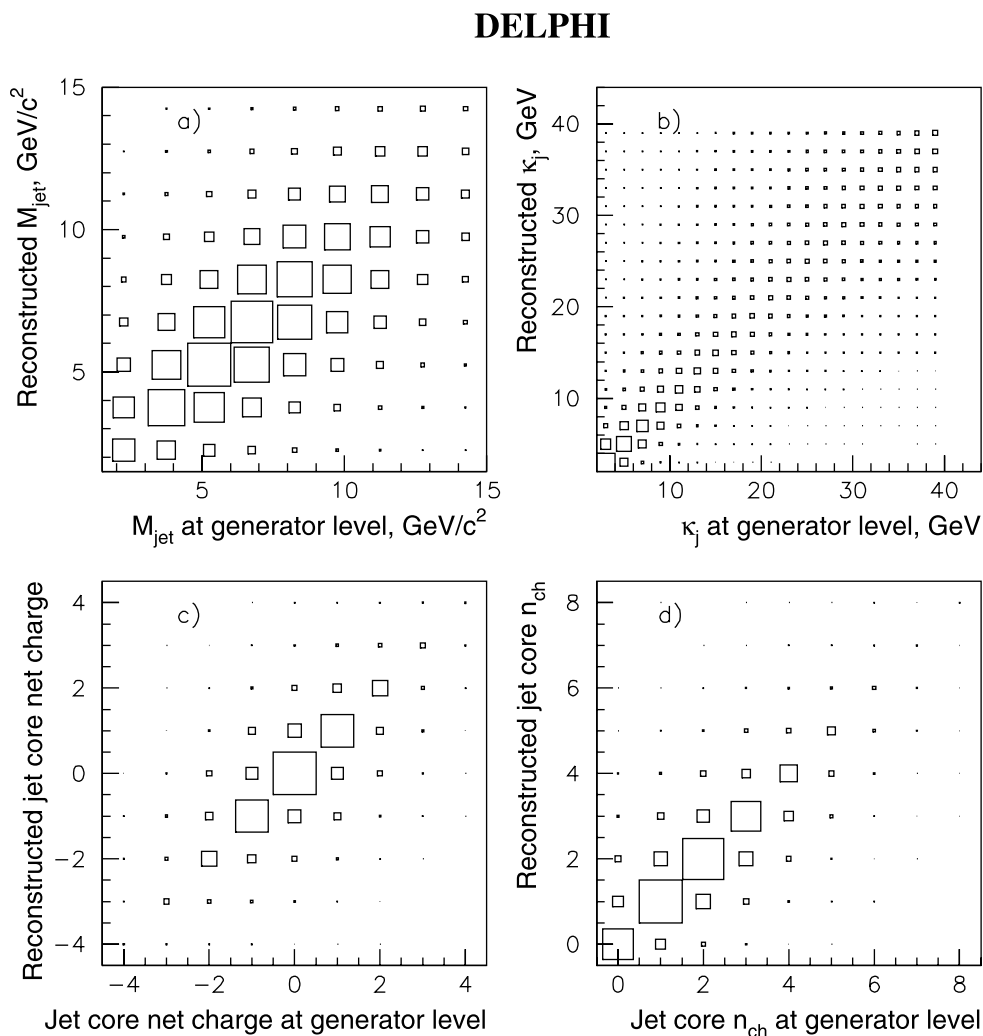 DELPHI
Reconstructed M_jet, GeV/c²
15
10
5
a)
5
10
15
M_jet at generator level, GeV/c²
Reconstructed κ_j, GeV
40
30
20
10
b)
10
20
30
40
κ_j at generator level, GeV
Reconstructed jet core net charge
4
2
0
−2
−4
c)
−4
−2
0
2
4
Jet core net charge at generator level
Reconstructed jet core n_ch
8
6
4
2
0
d)
0
2
4
6
8
Jet core n_ch at generator level